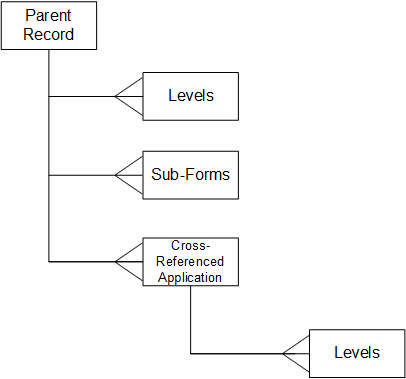 Parent
Record
Levels
Sub-Forms
Cross-
Referenced
Application
Levels